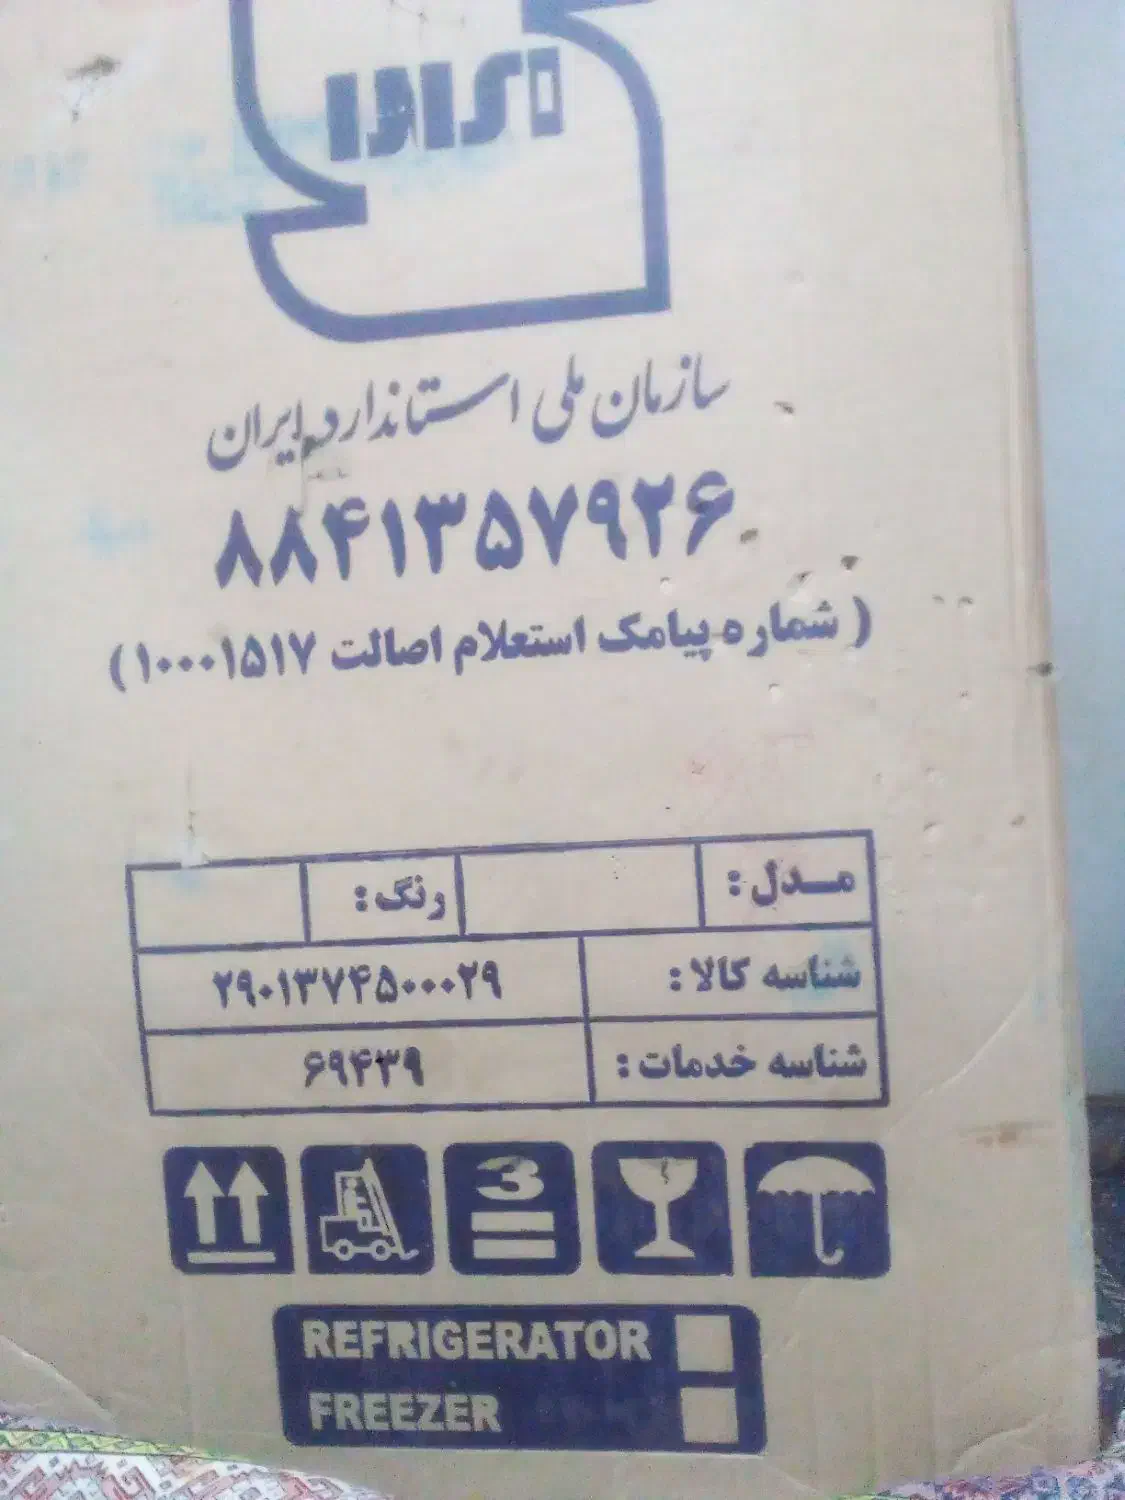 سازمان ملی استاندارد ایران
۸۸۴۱۳۵۷۹۲۶
( شماره پیامک استعلام اصالت ۱۰۰۰۱۵۱۷)
مـدل : رنگ :
شناسه کالا : ۲۹۰۱۳۷۴۵۰۰۰۲۹
شناسه خدمات : ۶۹۴۳۹
3
REFRIGERATOR
FREEZER